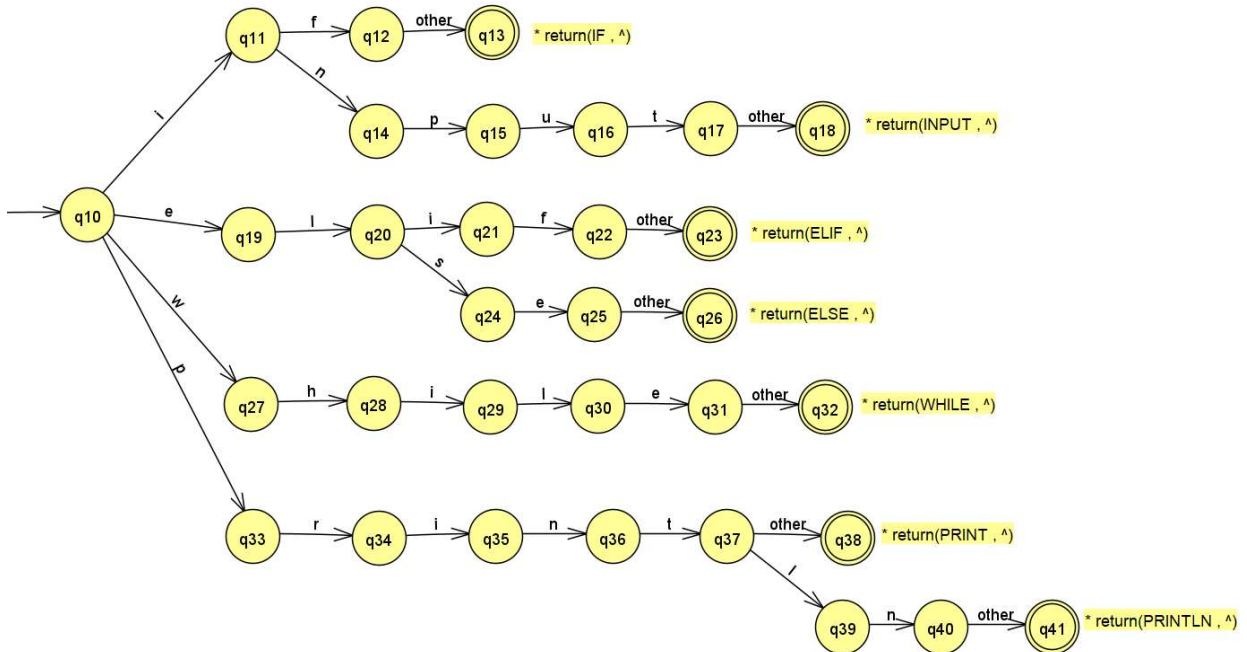 i
q11
f
q12
other
q13
* return(IF , ^)
n
q14
p
q15
u
q16
t
q17
other
q18
* return(INPUT , ^)
q10
e
q19
l
q20
i
q21
f
q22
other
q23
* return(ELIF , ^)
s
q24
e
q25
other
q26
* return(ELSE , ^)
w
q27
h
q28
i
q29
l
q30
e
q31
other
q32
* return(WHILE , ^)
p
q33
r
q34
i
q35
n
q36
t
q37
other
q38
* return(PRINT , ^)
l
q39
n
q40
other
q41
* return(PRINTLN , ^)